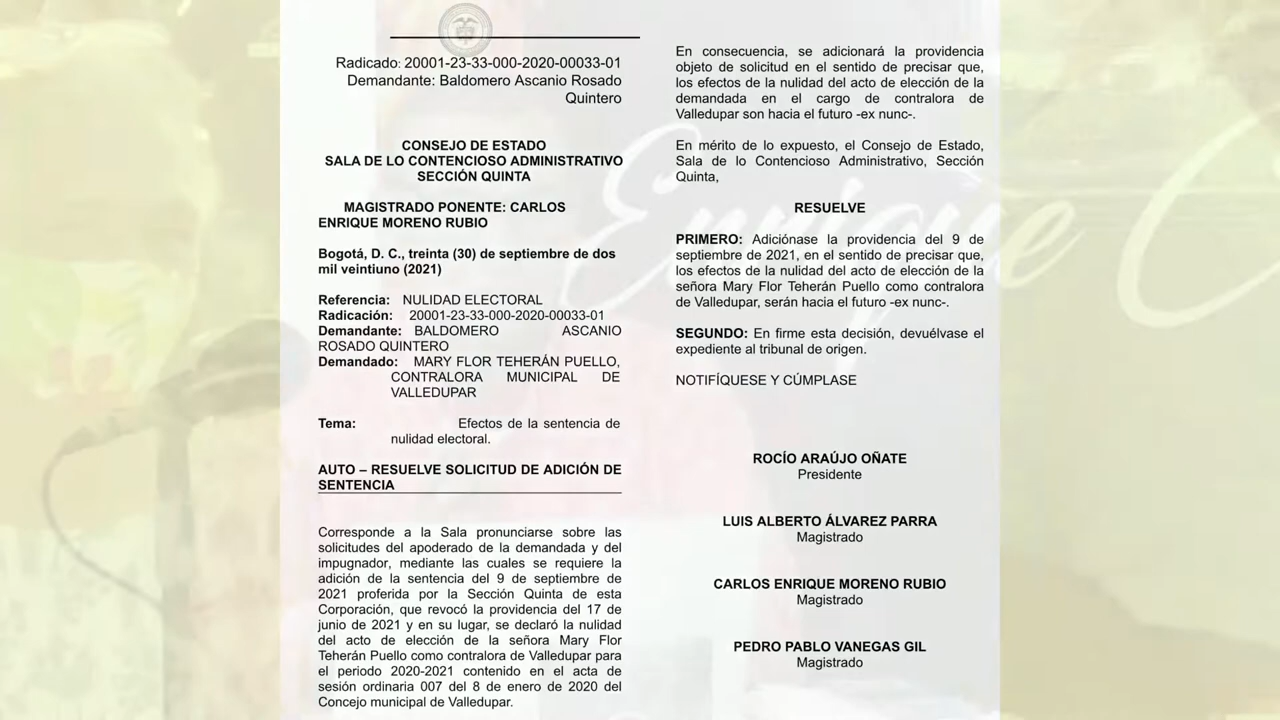 Radicado: 20001-23-33-000-2020-00033-01
Demandante: Baldomero Ascanio Rosado
Quintero
CONSEJO DE ESTADO
SALA DE LO CONTENCIOSO ADMINISTRATIVO
SECCIÓN QUINTA
MAGISTRADO PONENTE: CARLOS
ENRIQUE MORENO RUBIO
Bogotá, D. C., treinta (30) de septiembre de dos
mil veintiuno (2021)
Referencia: NULIDAD ELECTORAL
Radicación: 20001-23-33-000-2020-00033-01
Demandante: BALDOMERO ASCANIO
ROSADO QUINTERO
Demandado: MARY FLOR TEHERÁN PUELLO,
CONTRALORA MUNICIPAL DE
VALLEDUPAR
Tema: Efectos de la sentencia de
nulidad electoral.
AUTO – RESUELVE SOLICITUD DE ADICIÓN DE
SENTENCIA
Corresponde a la Sala pronunciarse sobre las
solicitudes del apoderado de la demandada y del
impugnador, mediante las cuales se requiere la
adición de la sentencia del 9 de septiembre de
2021 proferida por la Sección Quinta de esta
Corporación, que revocó la providencia del 17 de
junio de 2021 y en su lugar, se declaró la nulidad
del acto de elección de la señora Mary Flor
Teherán Puello como contralora de Valledupar para
el periodo 2020-2021 contenido en el acta de
sesión ordinaria 007 del 8 de enero de 2020 del
Concejo municipal de Valledupar.
En consecuencia, se adicionará la providencia
objeto de solicitud en el sentido de precisar que,
los efectos de la nulidad del acto de elección de la
demandada en el cargo de contralora de
Valledupar son hacia el futuro -ex nunc-.
En mérito de lo expuesto, el Consejo de Estado,
Sala de lo Contencioso Administrativo, Sección
Quinta,
RESUELVE
PRIMERO: Adiciónase la providencia del 9 de
septiembre de 2021, en el sentido de precisar que,
los efectos de la nulidad del acto de elección de la
señora Mary Flor Teherán Puello como contralora
de Valledupar, serán hacia el futuro -ex nunc-.
SEGUNDO: En firme esta decisión, devuélvase el
expediente al tribunal de origen.
NOTIFÍQUESE Y CÚMPLASE
ROCÍO ARAÚJO OÑATE
Presidente
LUIS ALBERTO ÁLVAREZ PARRA
Magistrado
CARLOS ENRIQUE MORENO RUBIO
Magistrado
PEDRO PABLO VANEGAS GIL
Magistrado
Enrique C